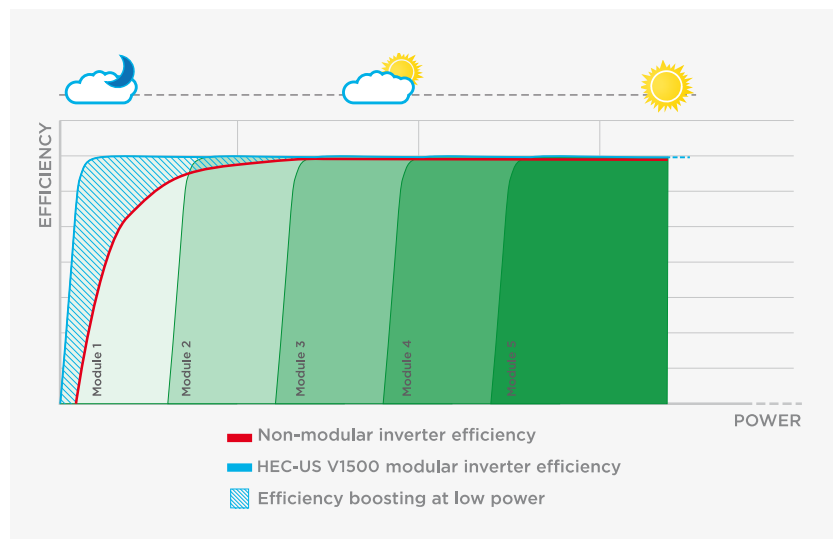 EFFICIENCY
Module 1
Module 2
Module 3
Module 4
Module 5
POWER
Non-modular inverter efficiency
HEC-US V1500 modular inverter efficiency
Efficiency boosting at low power